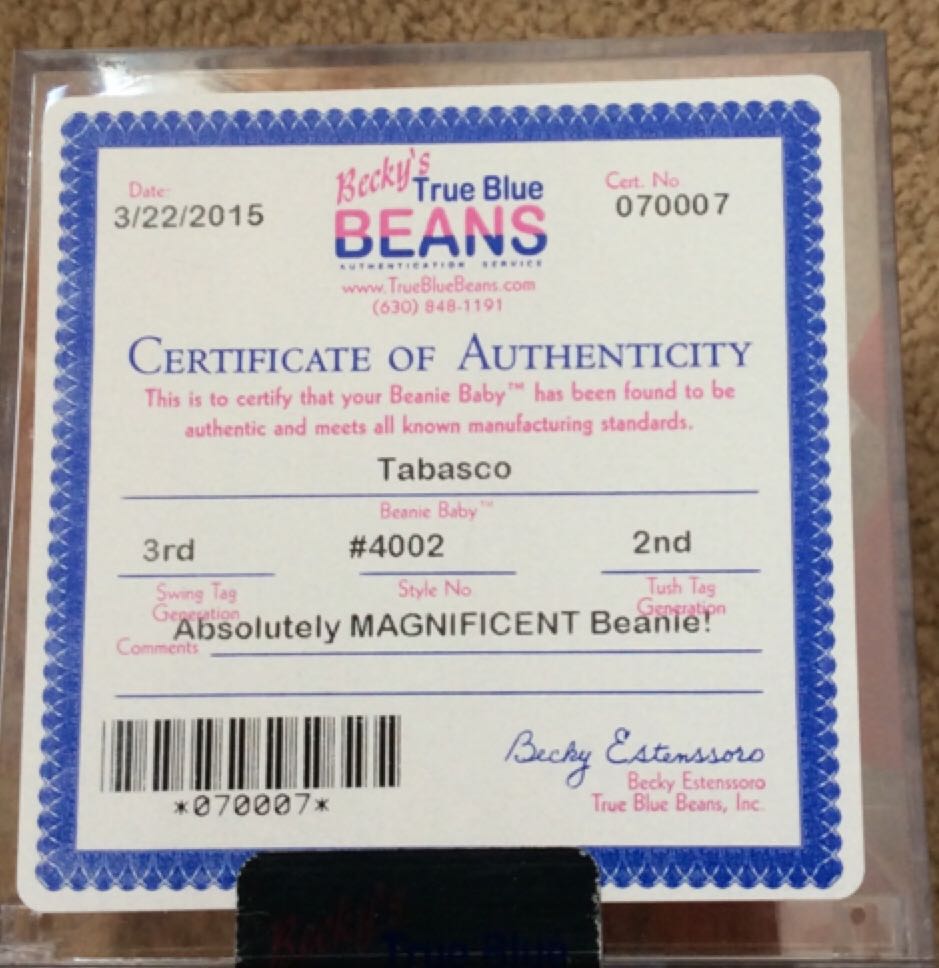 Date:
3/22/2015
Becky's
True Blue
BEANS
AUTHENTICATION SERVICE
www.TrueBlueBeans.com
(630) 848-1191
Cert. No
070007
CERTIFICATE OF AUTHENTICITY
This is to certify that your Beanie Baby™ has been found to be
authentic and meets all known manufacturing standards.
Tabasco
Beanie Baby™
3rd #4002 2nd
Swing Tag Style No Tush Tag
Generation Generation
Absolutely MAGNIFICENT Beanie!
Comments
*070007*
Becky Estenssoro
Becky Estenssoro
True Blue Beans, Inc.
Becky's
True Blue